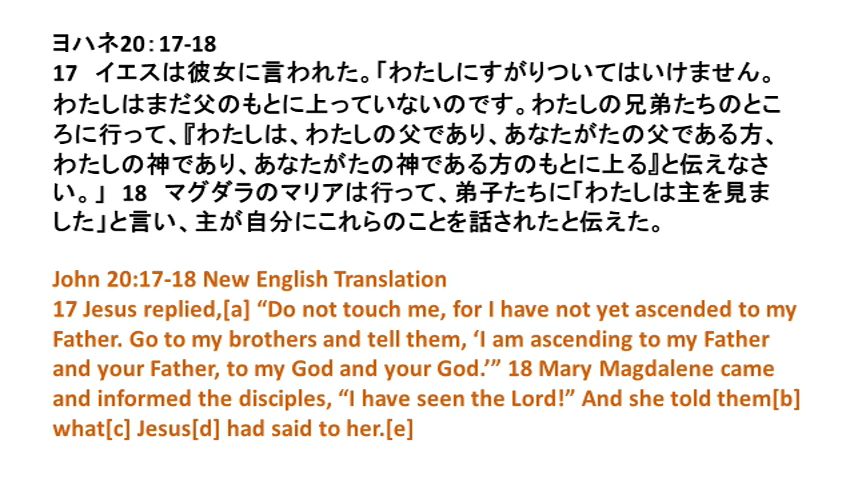 ヨハネ20：17-18
17　イエスは彼女に言われた。「わたしにすがりついてはいけません。
わたしはまだ父のもとに上っていないのです。わたしの兄弟たちのとこ
ろに行って、『わたしは、わたしの父であり、あなたがたの父である方、
わたしの神であり、あなたがたの神である方のもとに上る』と伝えなさ
い。」 18　マグダラのマリアは行って、弟子たちに「わたしは主を見ま
した」と言い、主が自分にこれらのことを話されたと伝えた。
John 20:17-18 New English Translation
17 Jesus replied,[a] “Do not touch me, for I have not yet ascended to my
Father. Go to my brothers and tell them, ‘I am ascending to my Father
and your Father, to my God and your God.’” 18 Mary Magdalene came
and informed the disciples, “I have seen the Lord!” And she told them[b]
what[c] Jesus[d] had said to her.[e]